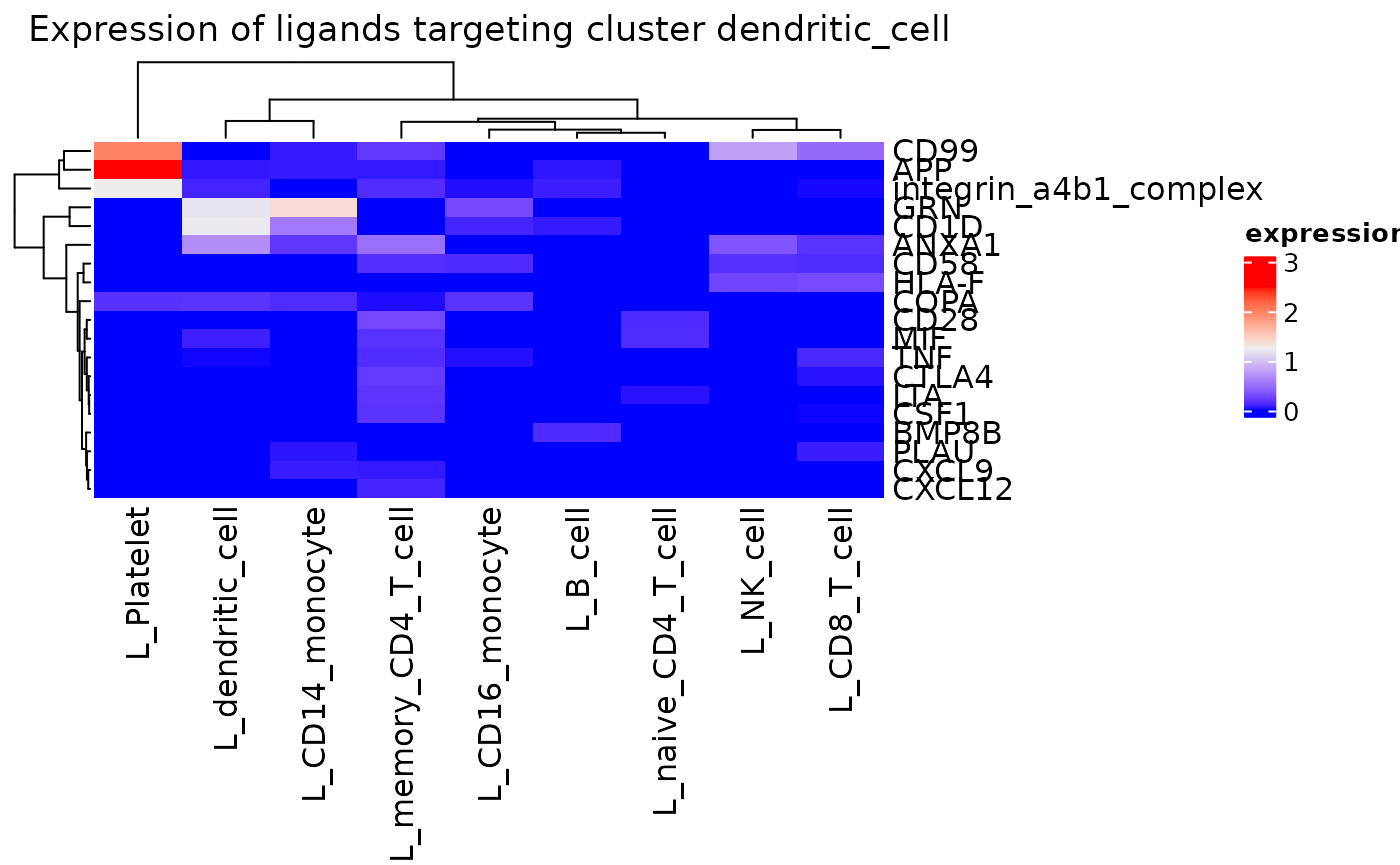 Expression of ligands targeting cluster dendritic_cell
CD99
APP
integrin_a4b1_complex
GRN
CD1D
ANXA1
CD58
HLA-F
COPA
CD28
MIF
TNF
CTLA4
LTA
CSF1
BMP8B
PLAU
CXCL9
CXCL12
expression
3
2
1
0
L_Platelet
L_dendritic_cell
L_CD14_monocyte
L_memory_CD4_T_cell
L_CD16_monocyte
L_B_cell
L_naive_CD4_T_cell
L_NK_cell
L_CD8_T_cell